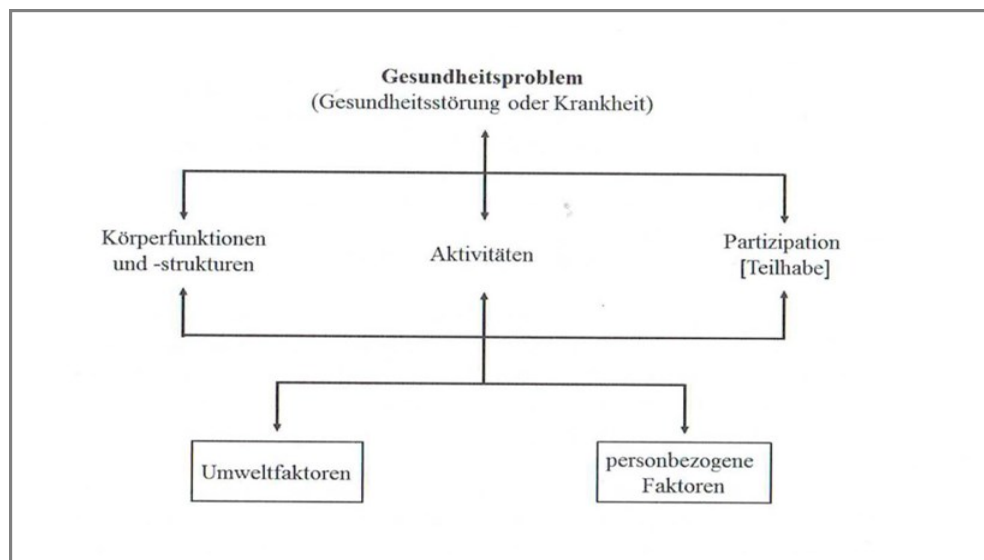 Gesundheitsproblem
(Gesundheitsstörung oder Krankheit)
Körperfunktionen
und -strukturen
Aktivitäten
Partizipation
[Teilhabe]
Umweltfaktoren
personbezogene
Faktoren